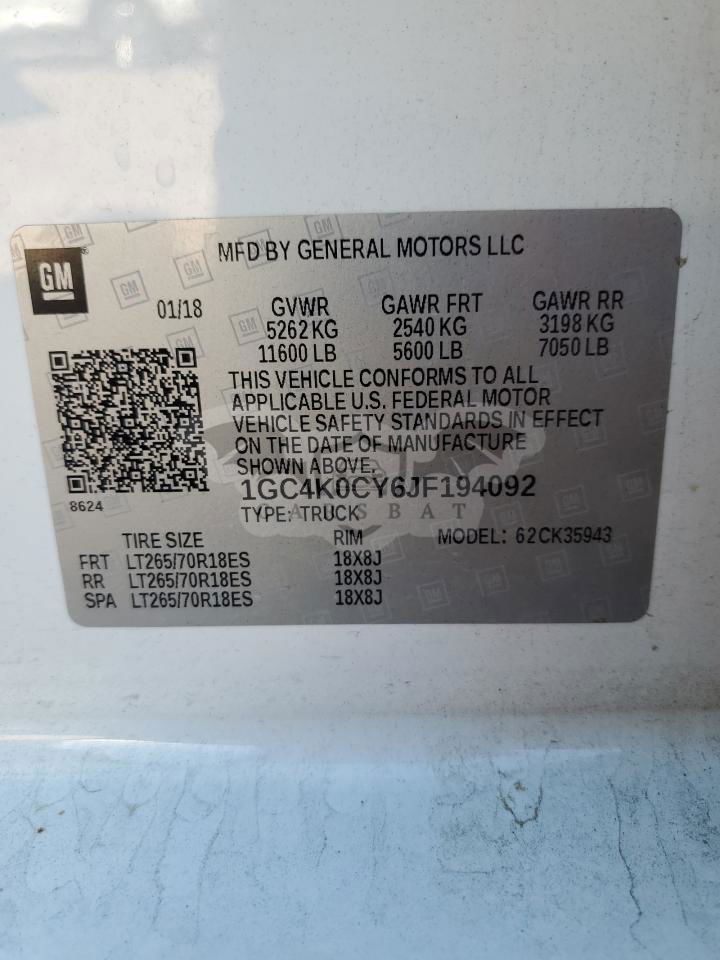 GM
MFD BY GENERAL MOTORS LLC
01/18 GVWR GAWR FRT GAWR RR
5262 KG 2540 KG 3198 KG
11600 LB 5600 LB 7050 LB
THIS VEHICLE CONFORMS TO ALL
APPLICABLE U.S. FEDERAL MOTOR
VEHICLE SAFETY STANDARDS IN EFFECT
ON THE DATE OF MANUFACTURE
SHOWN ABOVE.
1GC4K0CY6JF194092
8624
TYPE: TRUCK
AUSBAT
TIRE SIZE RIM MODEL: 62CK35943
FRT LT265/70R18ES 18X8J
RR LT265/70R18ES 18X8J
SPA LT265/70R18ES 18X8J